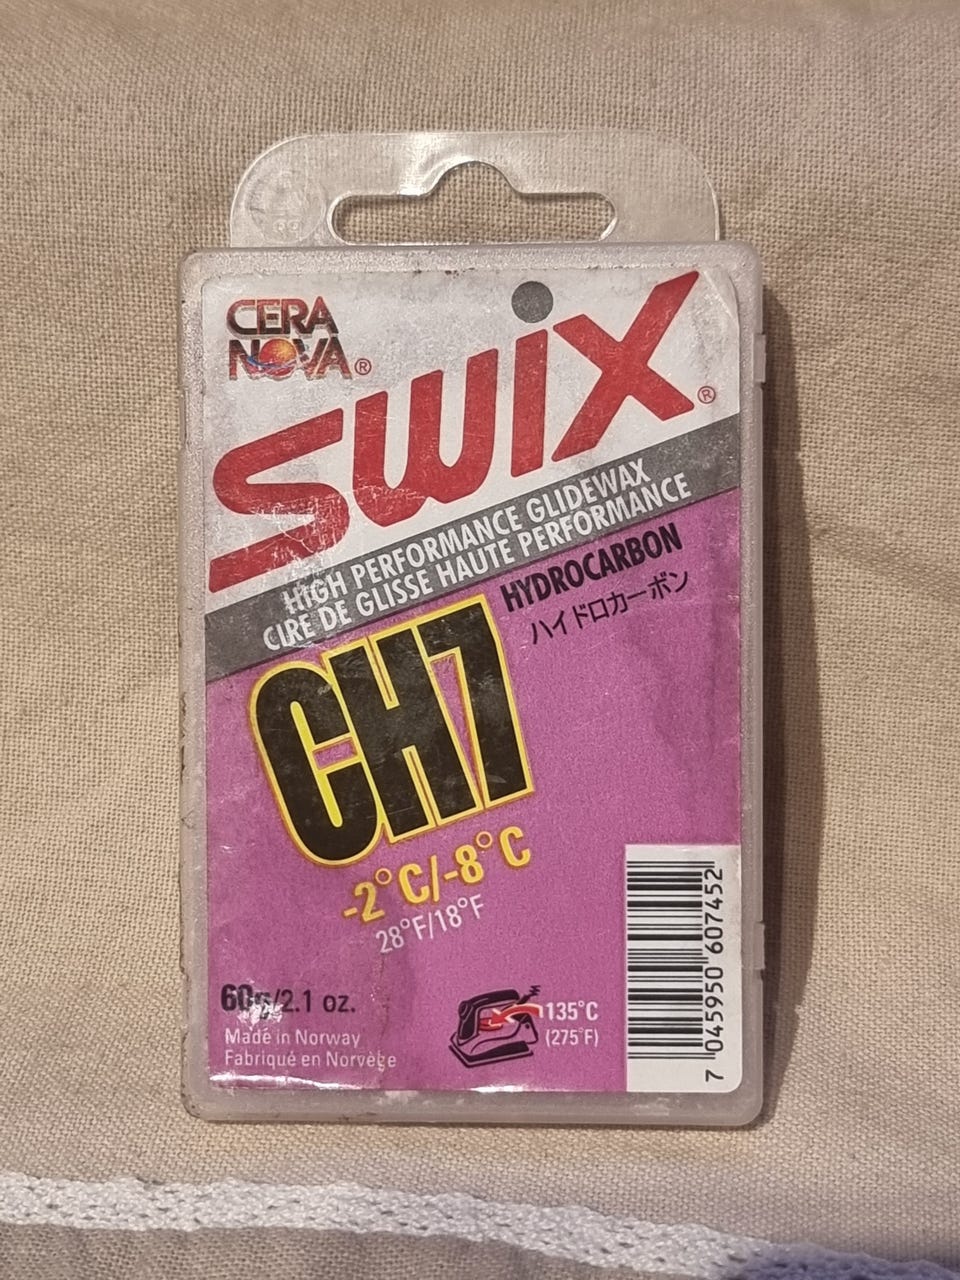 CERA
NOVA®
SWIX®
HIGH PERFORMANCE GLIDEWAX
CIRE DE GLISSE HAUTE PERFORMANCE
HYDROCARBON
ハイドロカーボン
CH7
-2°C/-8°C
28°F/18°F
60g/2.1 oz.
Made in Norway
Fabriqué en Norvège
135°C
(275°F)
7 045950 607452